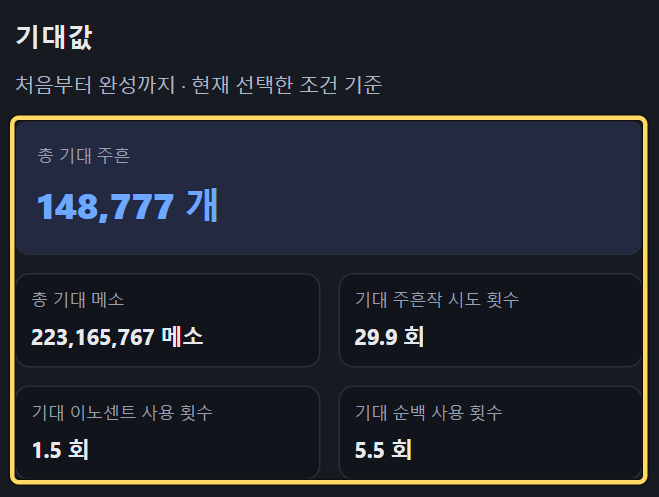 기대값
처음부터 완성까지 · 현재 선택한 조건 기준
총 기대 주흔
148,777 개
총 기대 메소
223,165,767 메소
기대 주흔작 시도 횟수
29.9 회
기대 이노센트 사용 횟수
1.5 회
기대 순백 사용 횟수
5.5 회